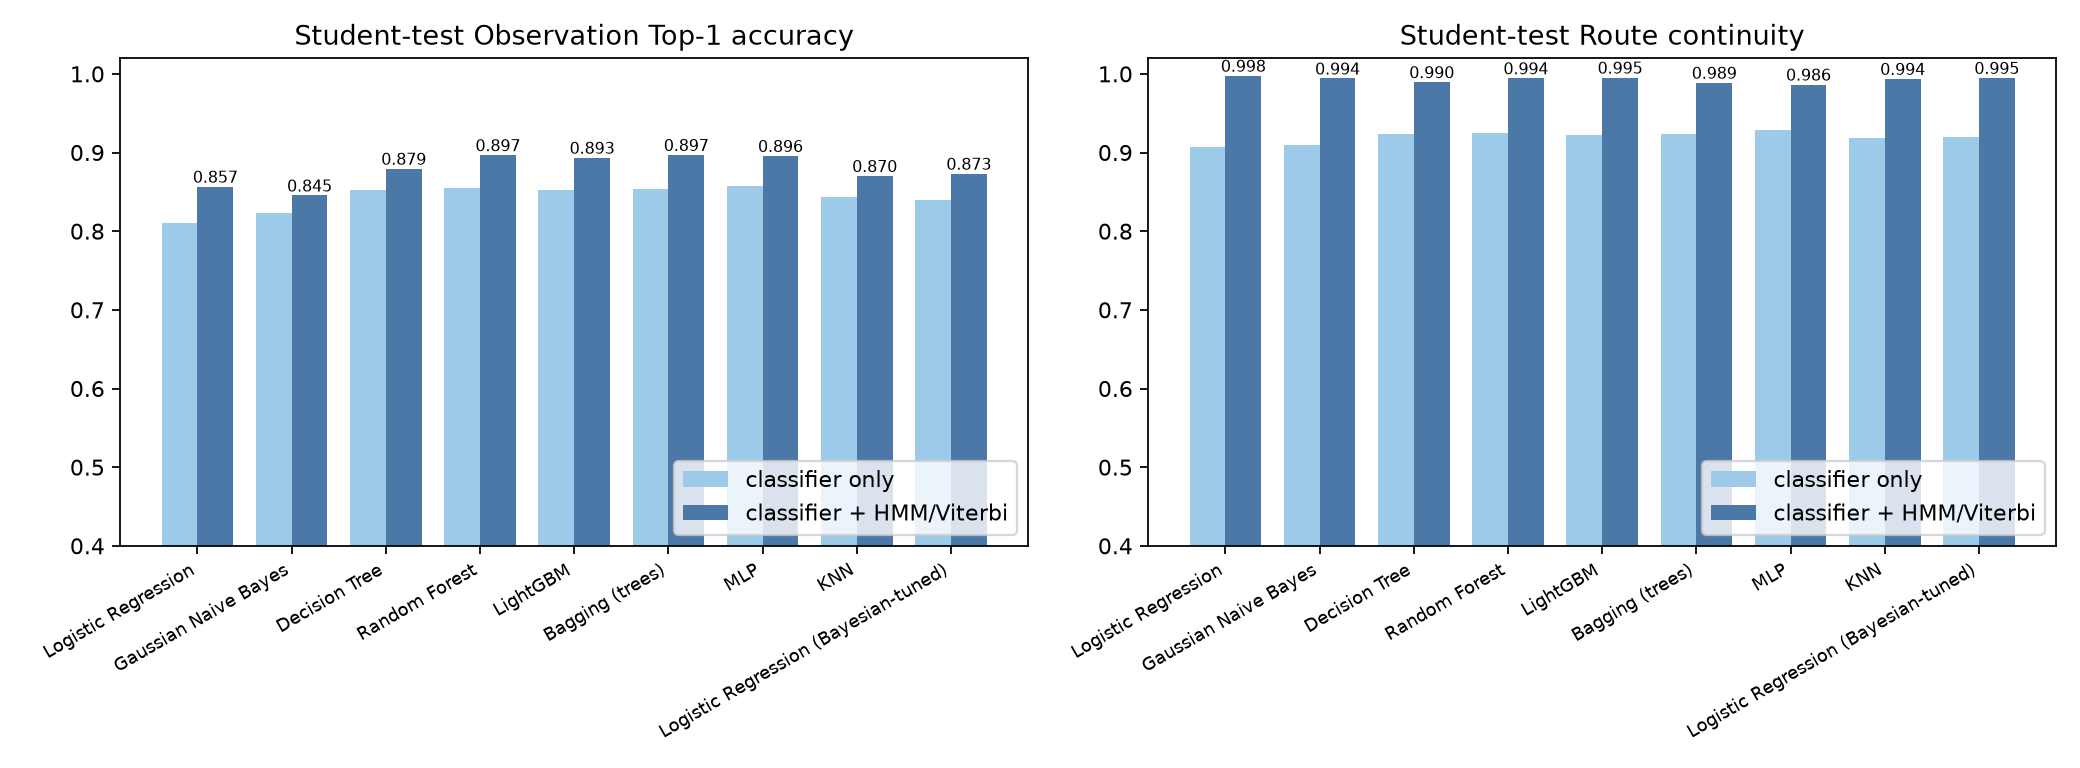 Student-test Observation Top-1 accuracy
1.0
0.9
0.8
0.7
0.6
0.5
0.4
0.857
0.845
0.879
0.897
0.893
0.897
0.896
0.870
0.873
classifier only
classifier + HMM/Viterbi
Logistic Regression
Gaussian Naive Bayes
Decision Tree
Random Forest
LightGBM
Bagging (trees)
MLP
KNN
Logistic Regression (Bayesian-tuned)
Student-test Route continuity
1.0
0.9
0.8
0.7
0.6
0.5
0.4
0.998
0.994
0.990
0.994
0.995
0.989
0.986
0.994
0.995
classifier only
classifier + HMM/Viterbi
Logistic Regression
Gaussian Naive Bayes
Decision Tree
Random Forest
LightGBM
Bagging (trees)
MLP
KNN
Logistic Regression (Bayesian-tuned)